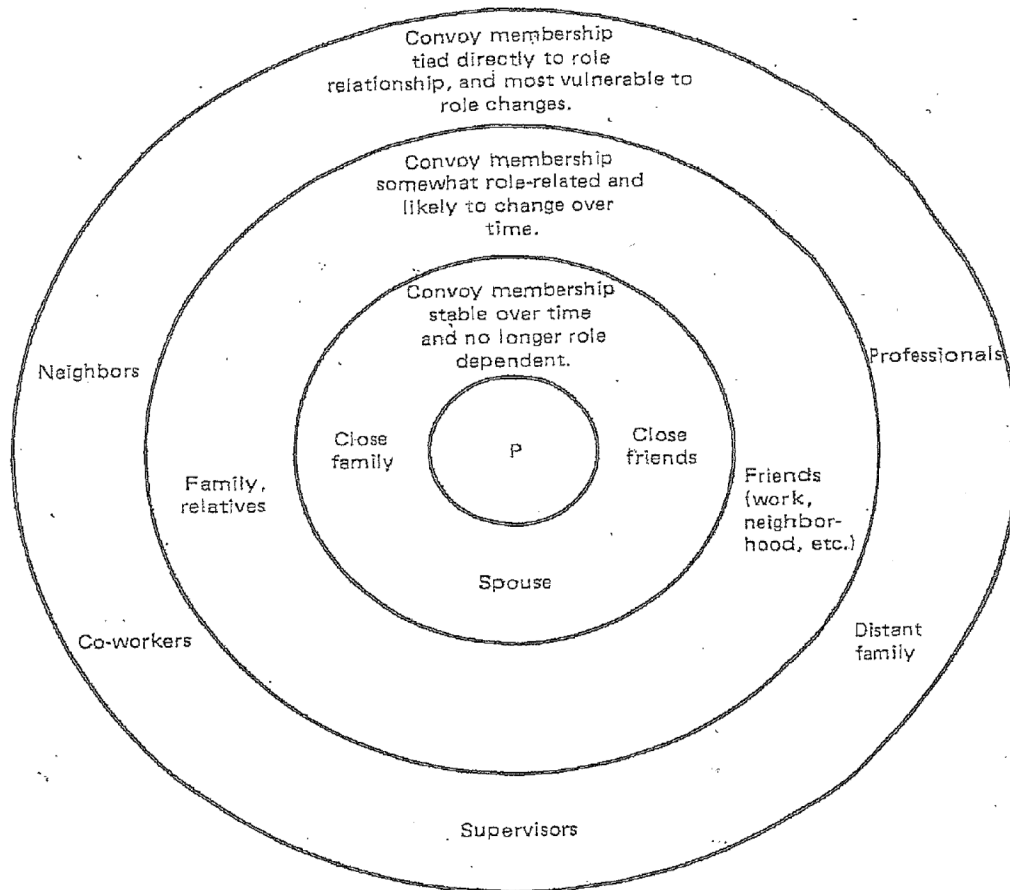 Convoy membership
tied directly to role
relationship, and most vulnerable to
role changes.
Convoy membership
somewhat role-related and
likely to change over
time.
Convoy membership
stable over time
and no longer role
dependent.
Neighbors
Professionals
Close
family
P
Close
friends
Family,
relatives
Friends
(work,
neighbor-
hood, etc.)
Spouse
Co-workers
Distant
family
Supervisors